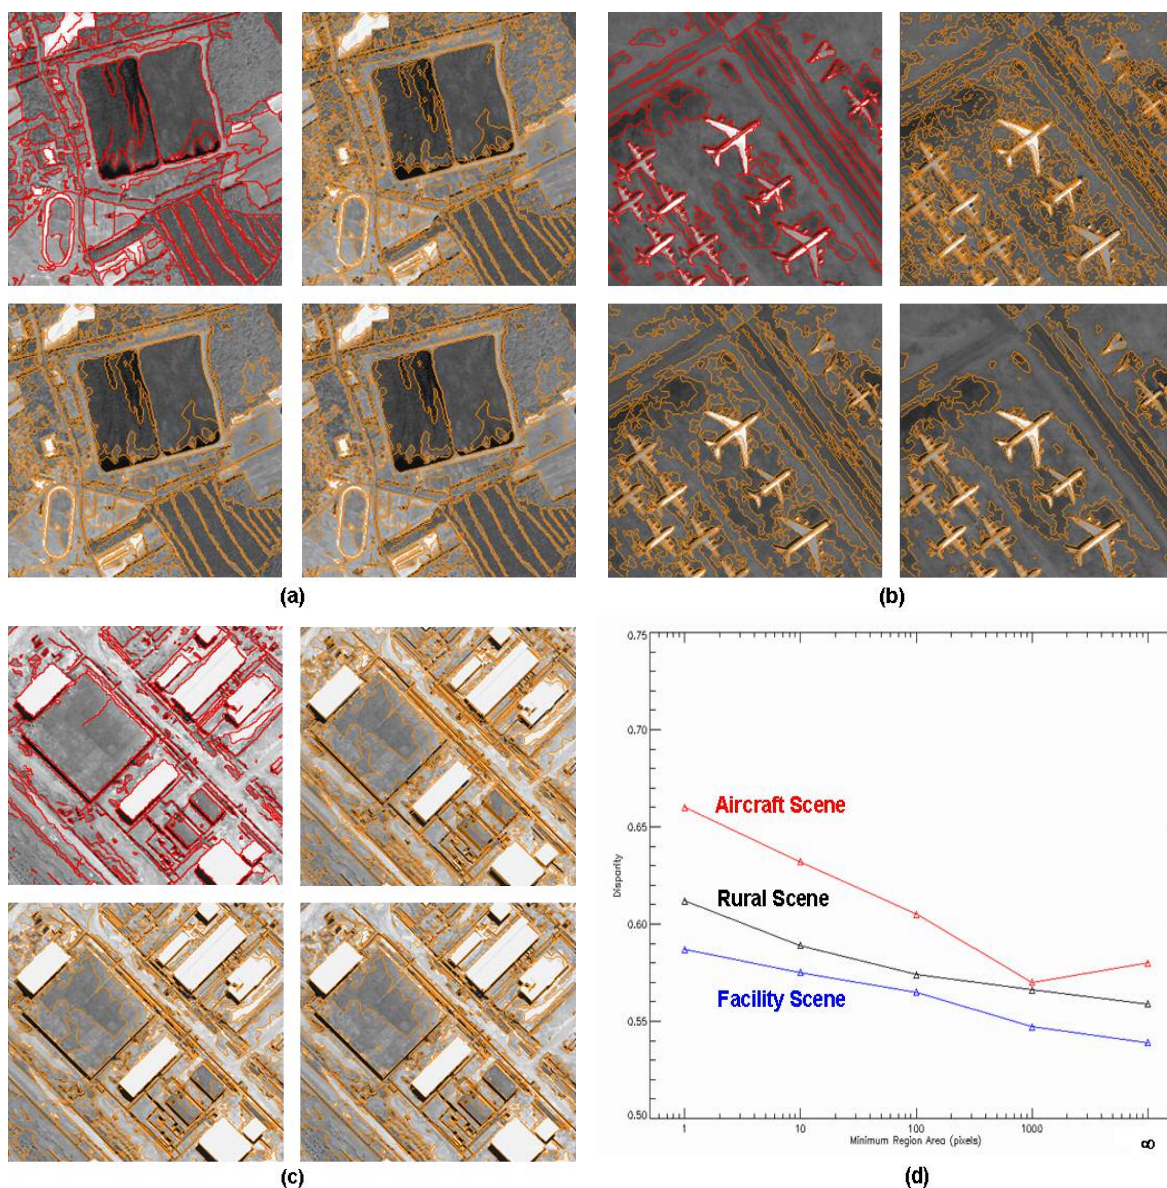 (a)
(b)
(c)
0.75
0.70
0.65
0.60
0.55
0.50
Disparity
Aircraft Scene
Rural Scene
Facility Scene
1
10
100
1000
∞
Minimum Region Area (pixels)
(d)